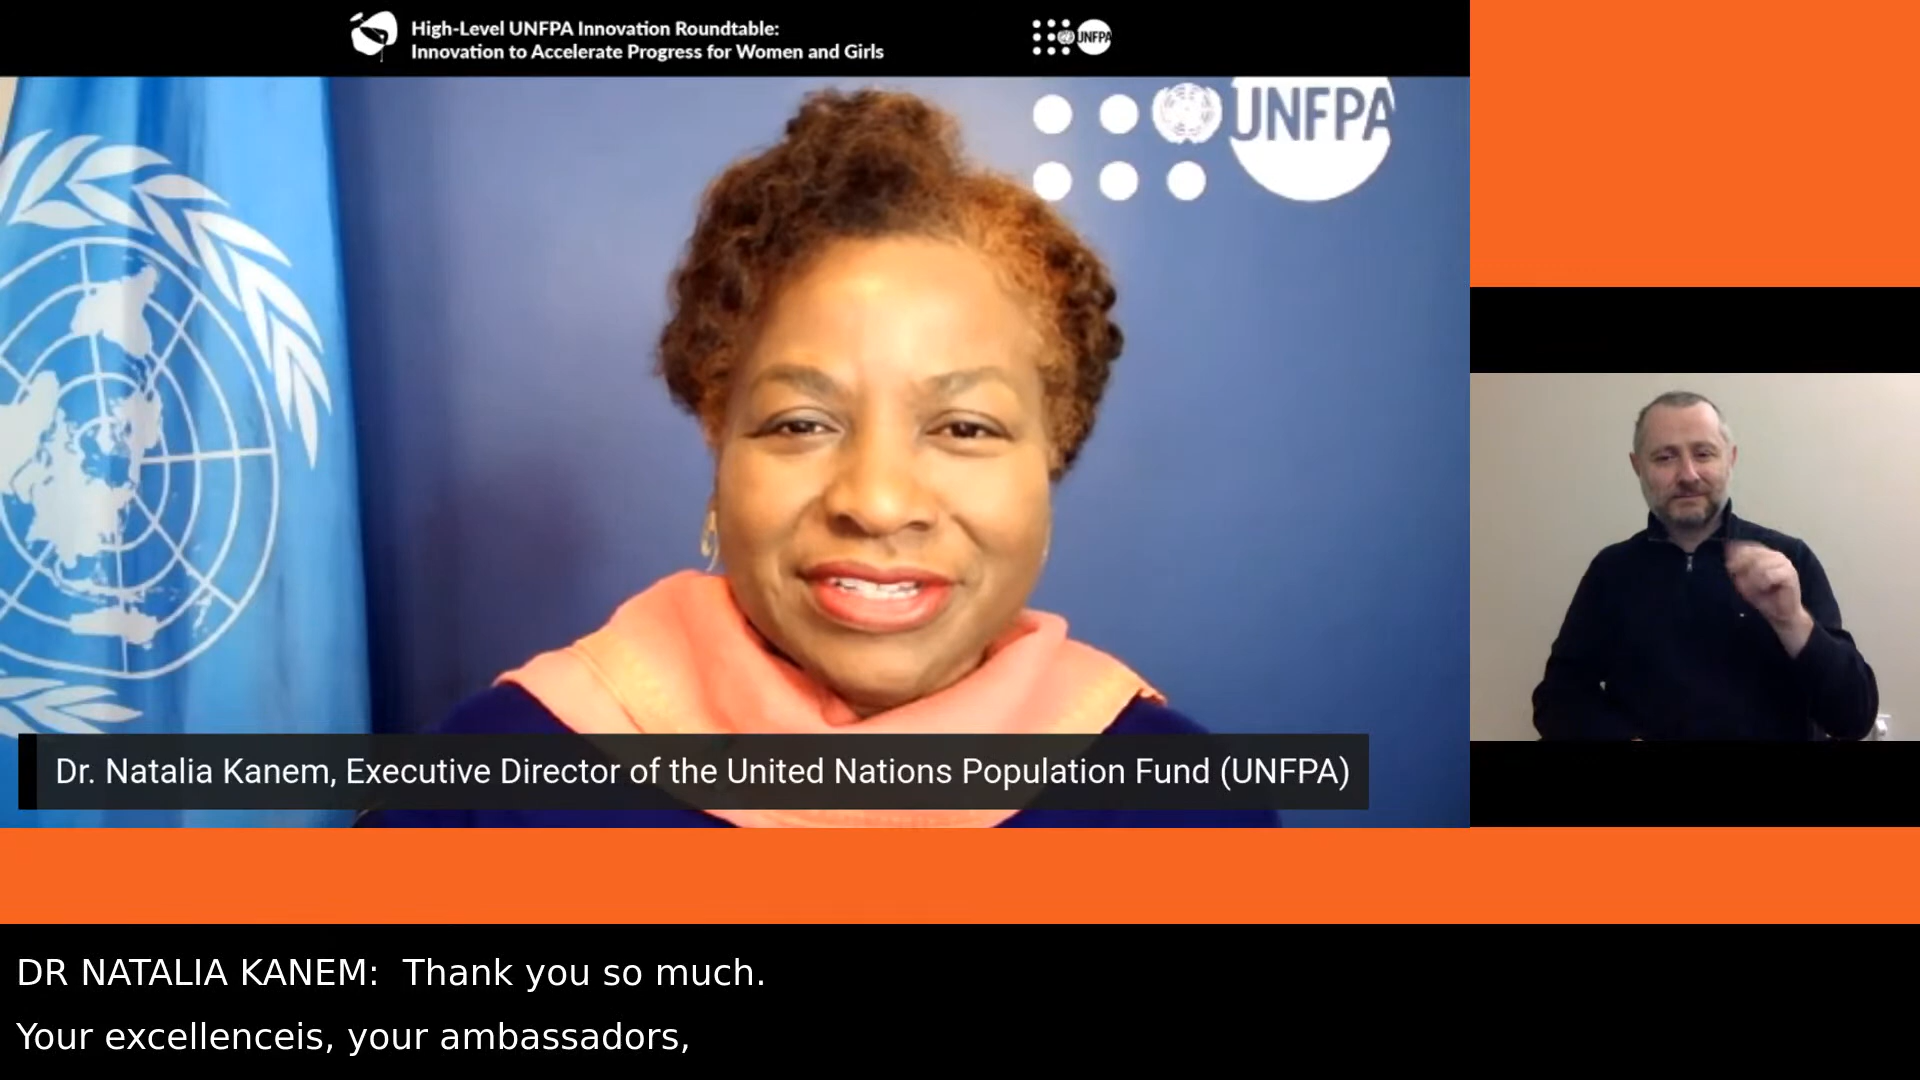 High-Level UNFPA Innovation Roundtable:
Innovation to Accelerate Progress for Women and Girls
UNFPA
UNFPA
Dr. Natalia Kanem, Executive Director of the United Nations Population Fund (UNFPA)
DR NATALIA KANEM:  Thank you so much.
Your excellenceis, your ambassadors,